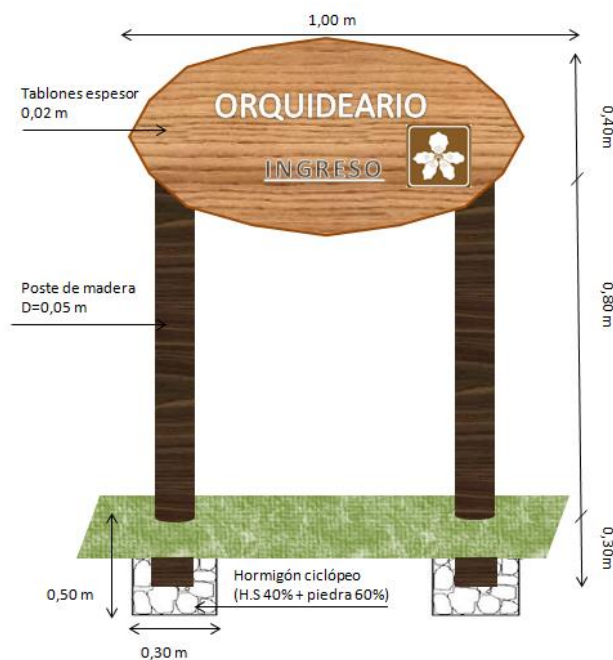 1,00 m
Tablones espesor
0,02 m
ORQUIDEARIO
INGRESO
0,40m
Poste de madera
D=0,05 m
0,80 m
0,30m
0,50 m
Hormigón ciclópeo
(H.S 40% + piedra 60%)
0,30 m